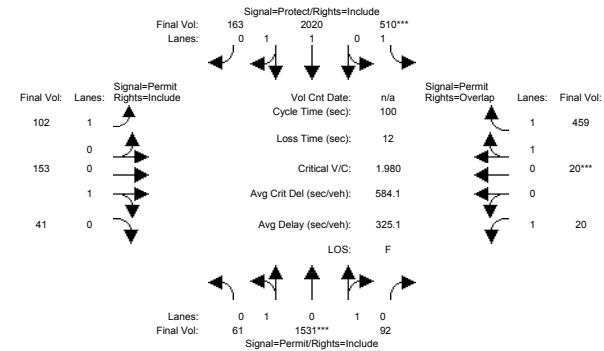 Signal=Protect/Rights=Include
Final Vol: 163 2020 510***
Lanes: 0 1 1 0 1
Signal=Permit
Final Vol: Lanes: Rights=Include
Vol Cnt Date: n/a
Signal=Permit
Rights=Overlap Lanes: Final Vol:
Cycle Time (sec): 100
102 1
1 459
Loss Time (sec): 12
0
1
153 0
Critical V/C: 1.980
0 20***
1
Avg Crit Del (sec/veh): 584.1
0
41 0
Avg Delay (sec/veh): 325.1
1 20
LOS: F
Lanes: 0 1 0 1 0
Final Vol: 61 1531*** 92
Signal=Permit/Rights=Include